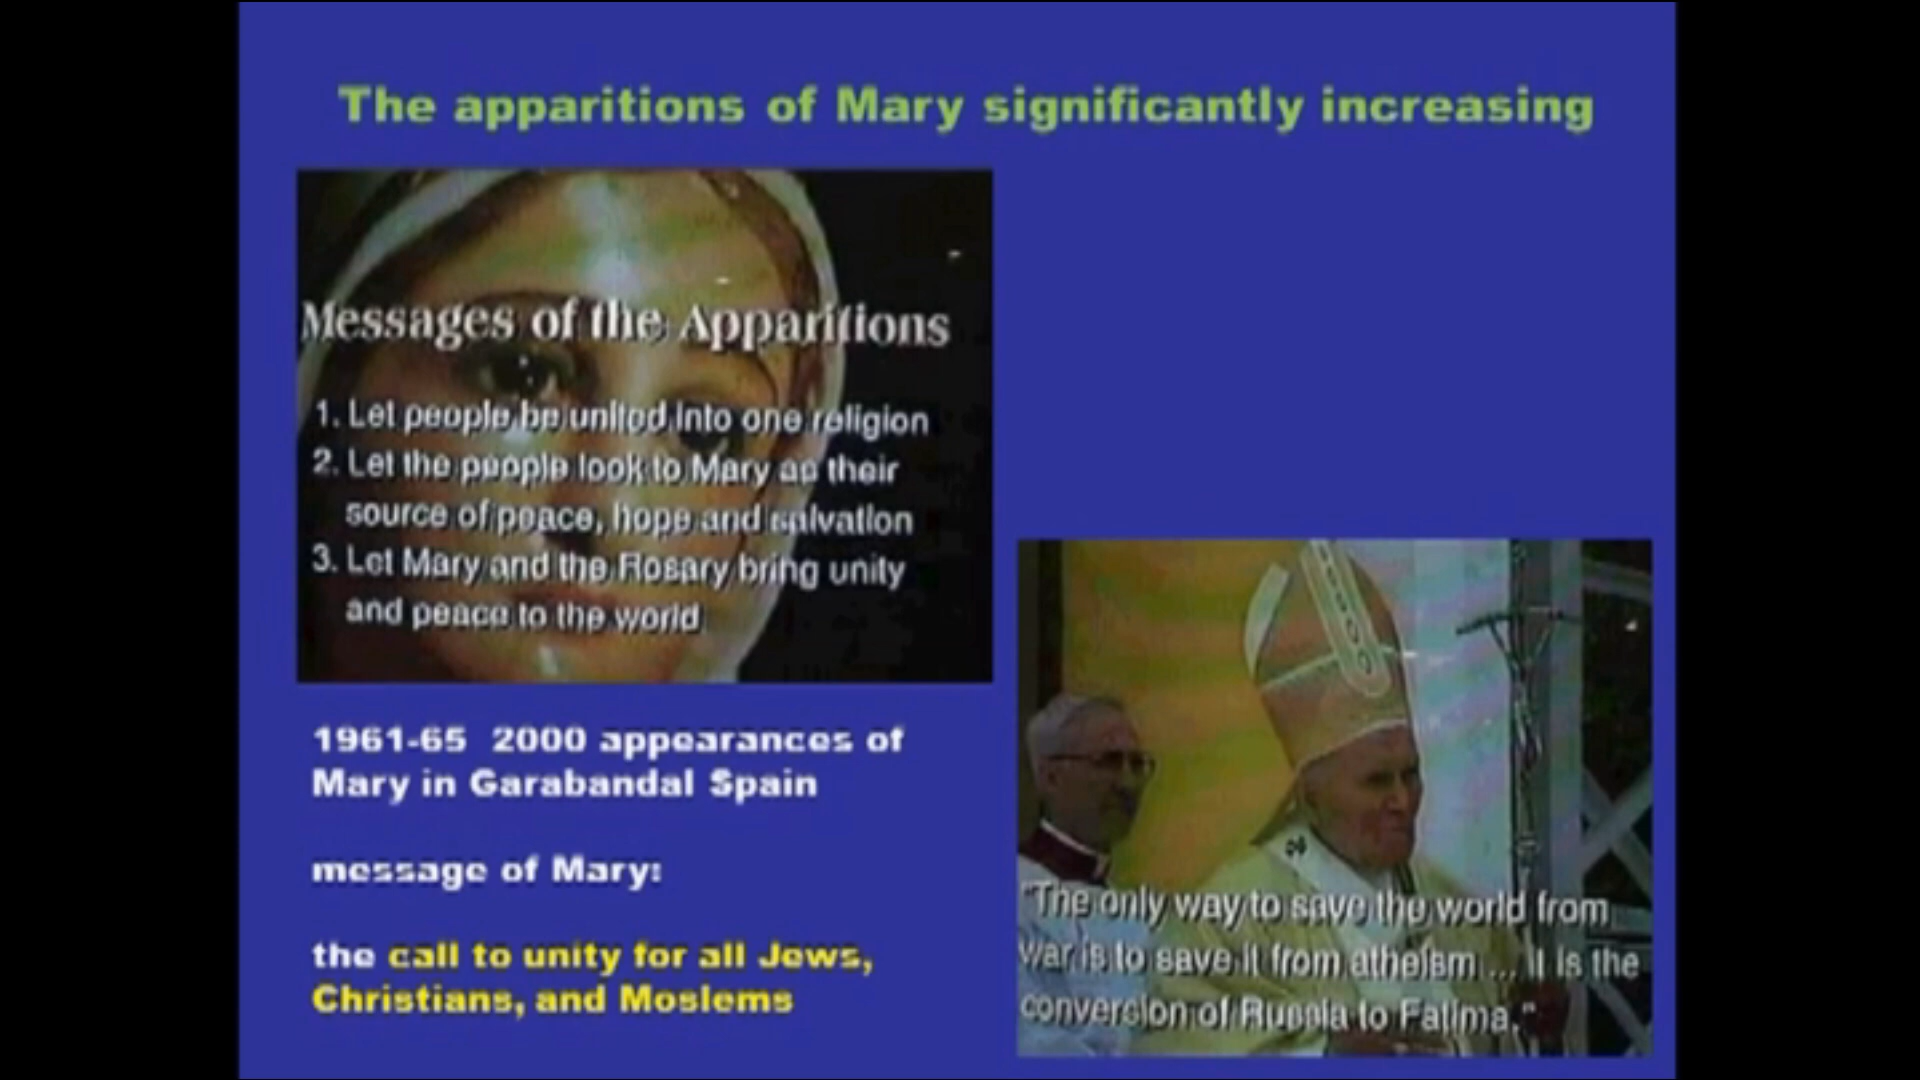 The apparitions of Mary significantly increasing
Messages of the Apparitions
1. Let people be united into one religion
2. Let the people look to Mary as their
source of peace, hope and salvation
3. Let Mary and the Rosary bring unity
and peace to the world
1961-65 2000 appearances of
Mary in Garabandal Spain
message of Mary:
the call to unity for all Jews,
Christians, and Moslems
"The only way to save the world from
war is to save it from atheism ... it is the
conversion of Russia to Fatima."